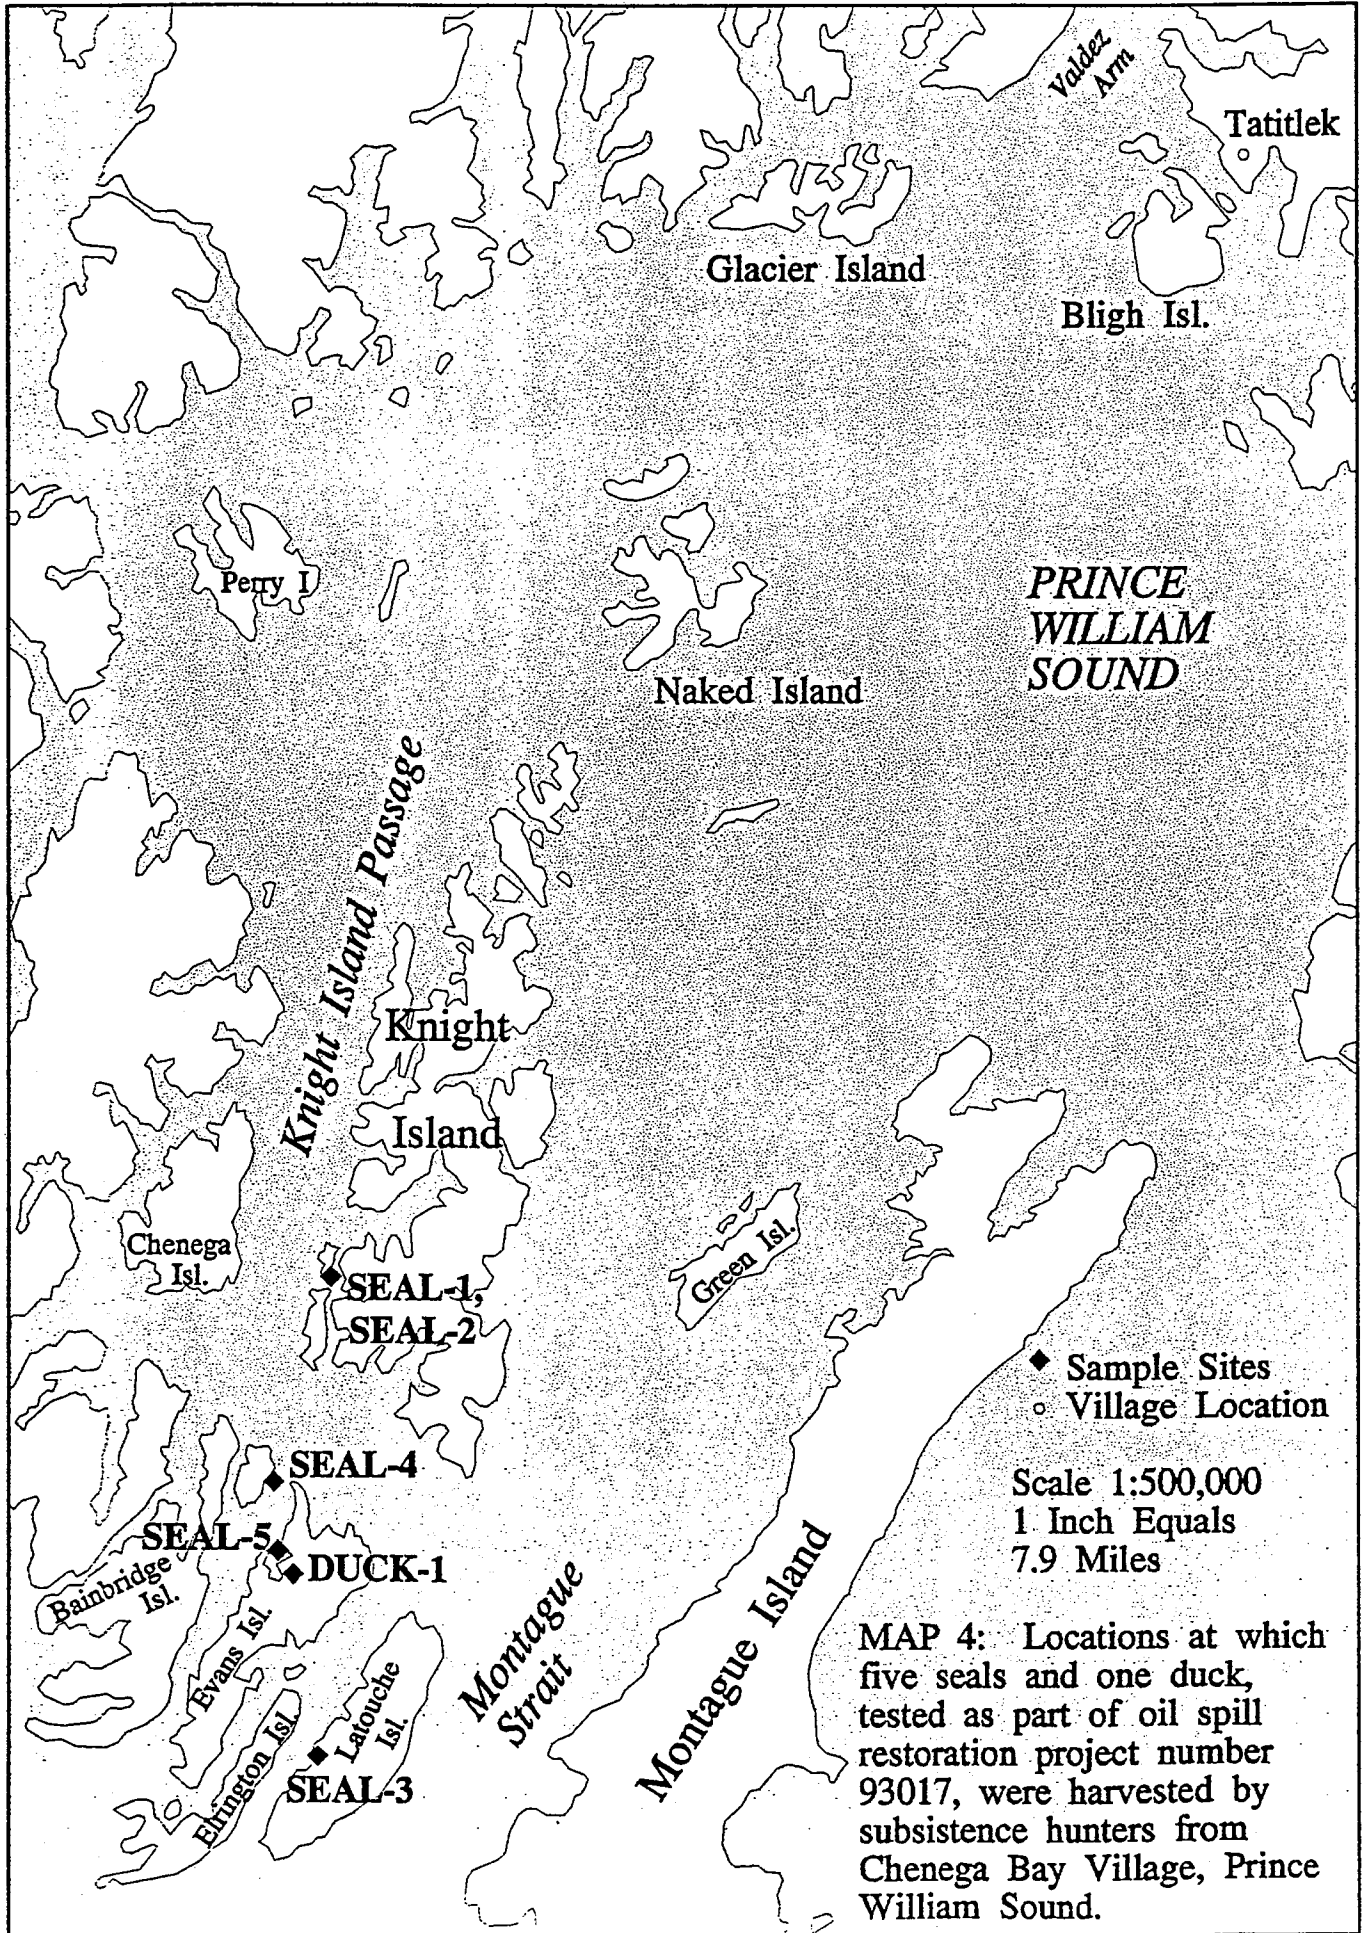 Valdez
Arm
Tatitlek
Glacier Island
Bligh Isl.
Perry I
PRINCE
WILLIAM
SOUND
Naked Island
Knight Island Passage
Knight
Island
Chenega
Isl.
Green Isl.
SEAL-1,
SEAL-2
Sample Sites
Village Location
SEAL-4
Scale 1:500,000
1 Inch Equals
7.9 Miles
SEAL-5
DUCK-1
Bainbridge
Isl.
Evans Isl.
Elrington Isl.
Latouche
Isl.
SEAL-3
Montague
Strait
Montague Island
MAP 4: Locations at which
five seals and one duck,
tested as part of oil spill
restoration project number
93017, were harvested by
subsistence hunters from
Chenega Bay Village, Prince
William Sound.